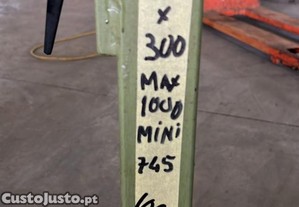 x
300
MAX
1000
MINI
745
CustoJusto.pt